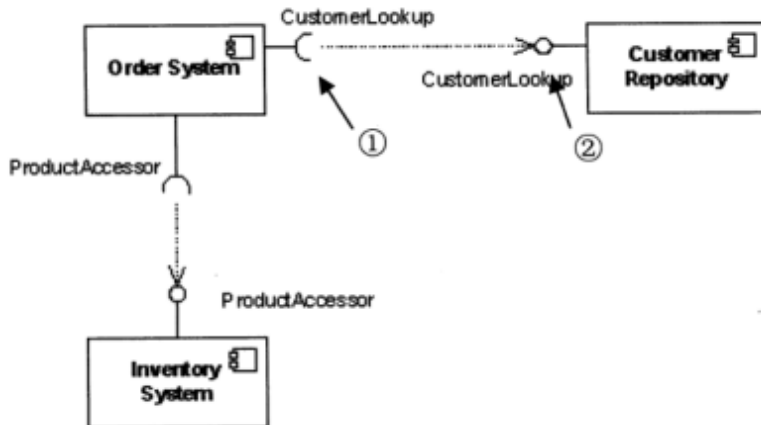 CustomerLookup
Order System
Customer
Repository
CustomerLookup
①
②
ProductAccessor
ProductAccessor
Inventory
System